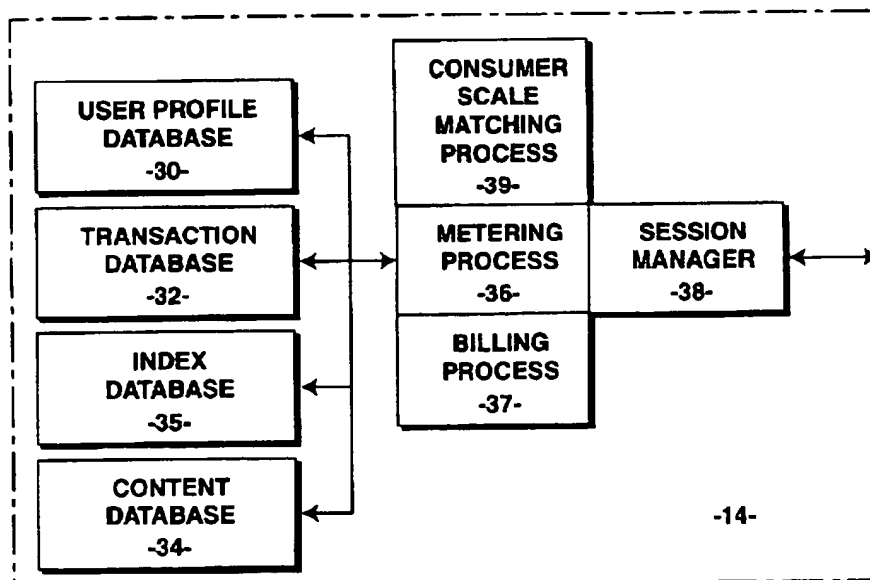 USER PROFILE
DATABASE
-30-
TRANSACTION
DATABASE
-32-
INDEX
DATABASE
-35-
CONTENT
DATABASE
-34-
CONSUMER
SCALE
MATCHING
PROCESS
-39-
METERING
PROCESS
-36-
BILLING
PROCESS
-37-
SESSION
MANAGER
-38-
-14-